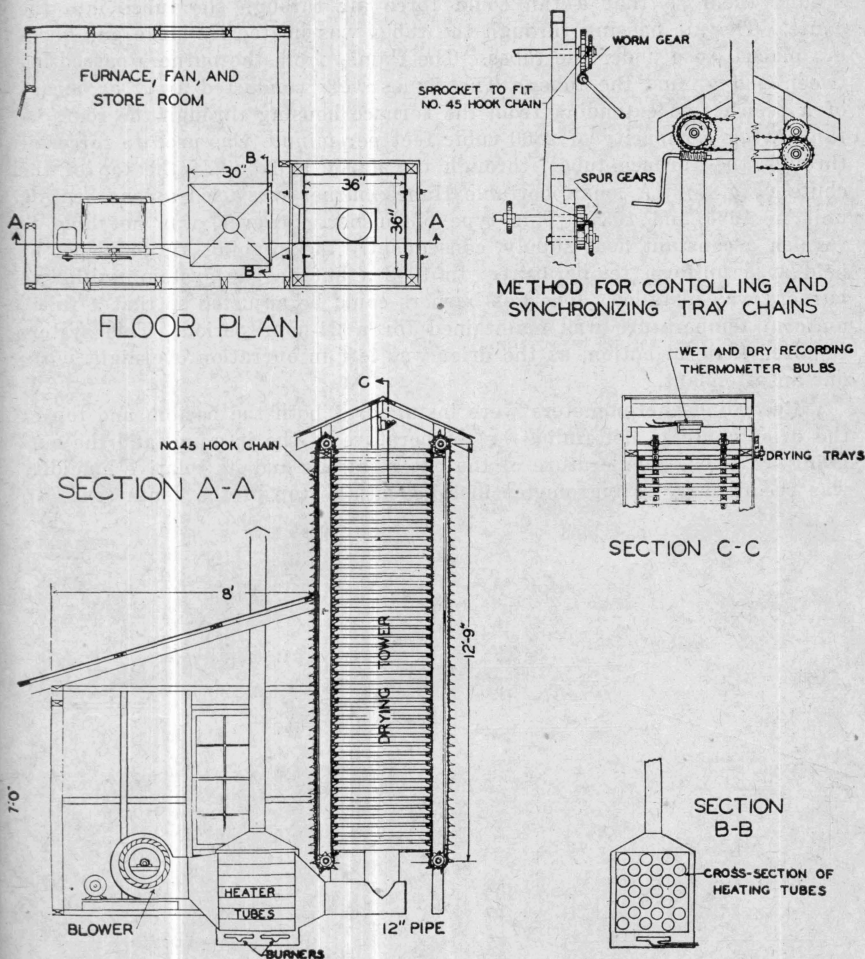 FURNACE, FAN, AND
STORE ROOM
B
30"
36"
36"
A
A
B
FLOOR PLAN
WORM GEAR
SPROCKET TO FIT
NO. 45 HOOK CHAIN
SPUR GEARS
METHOD FOR CONTOLLING AND
SYNCHRONIZING TRAY CHAINS
WET AND DRY RECORDING
THERMOMETER BULBS
DRYING TRAYS
SECTION C-C
C
NO. 45 HOOK CHAIN
SECTION A-A
8'
DRYING TOWER
12'-9"
7'-0"
HEATER
TUBES
BLOWER
12" PIPE
BURNERS
SECTION
B-B
CROSS-SECTION OF
HEATING TUBES